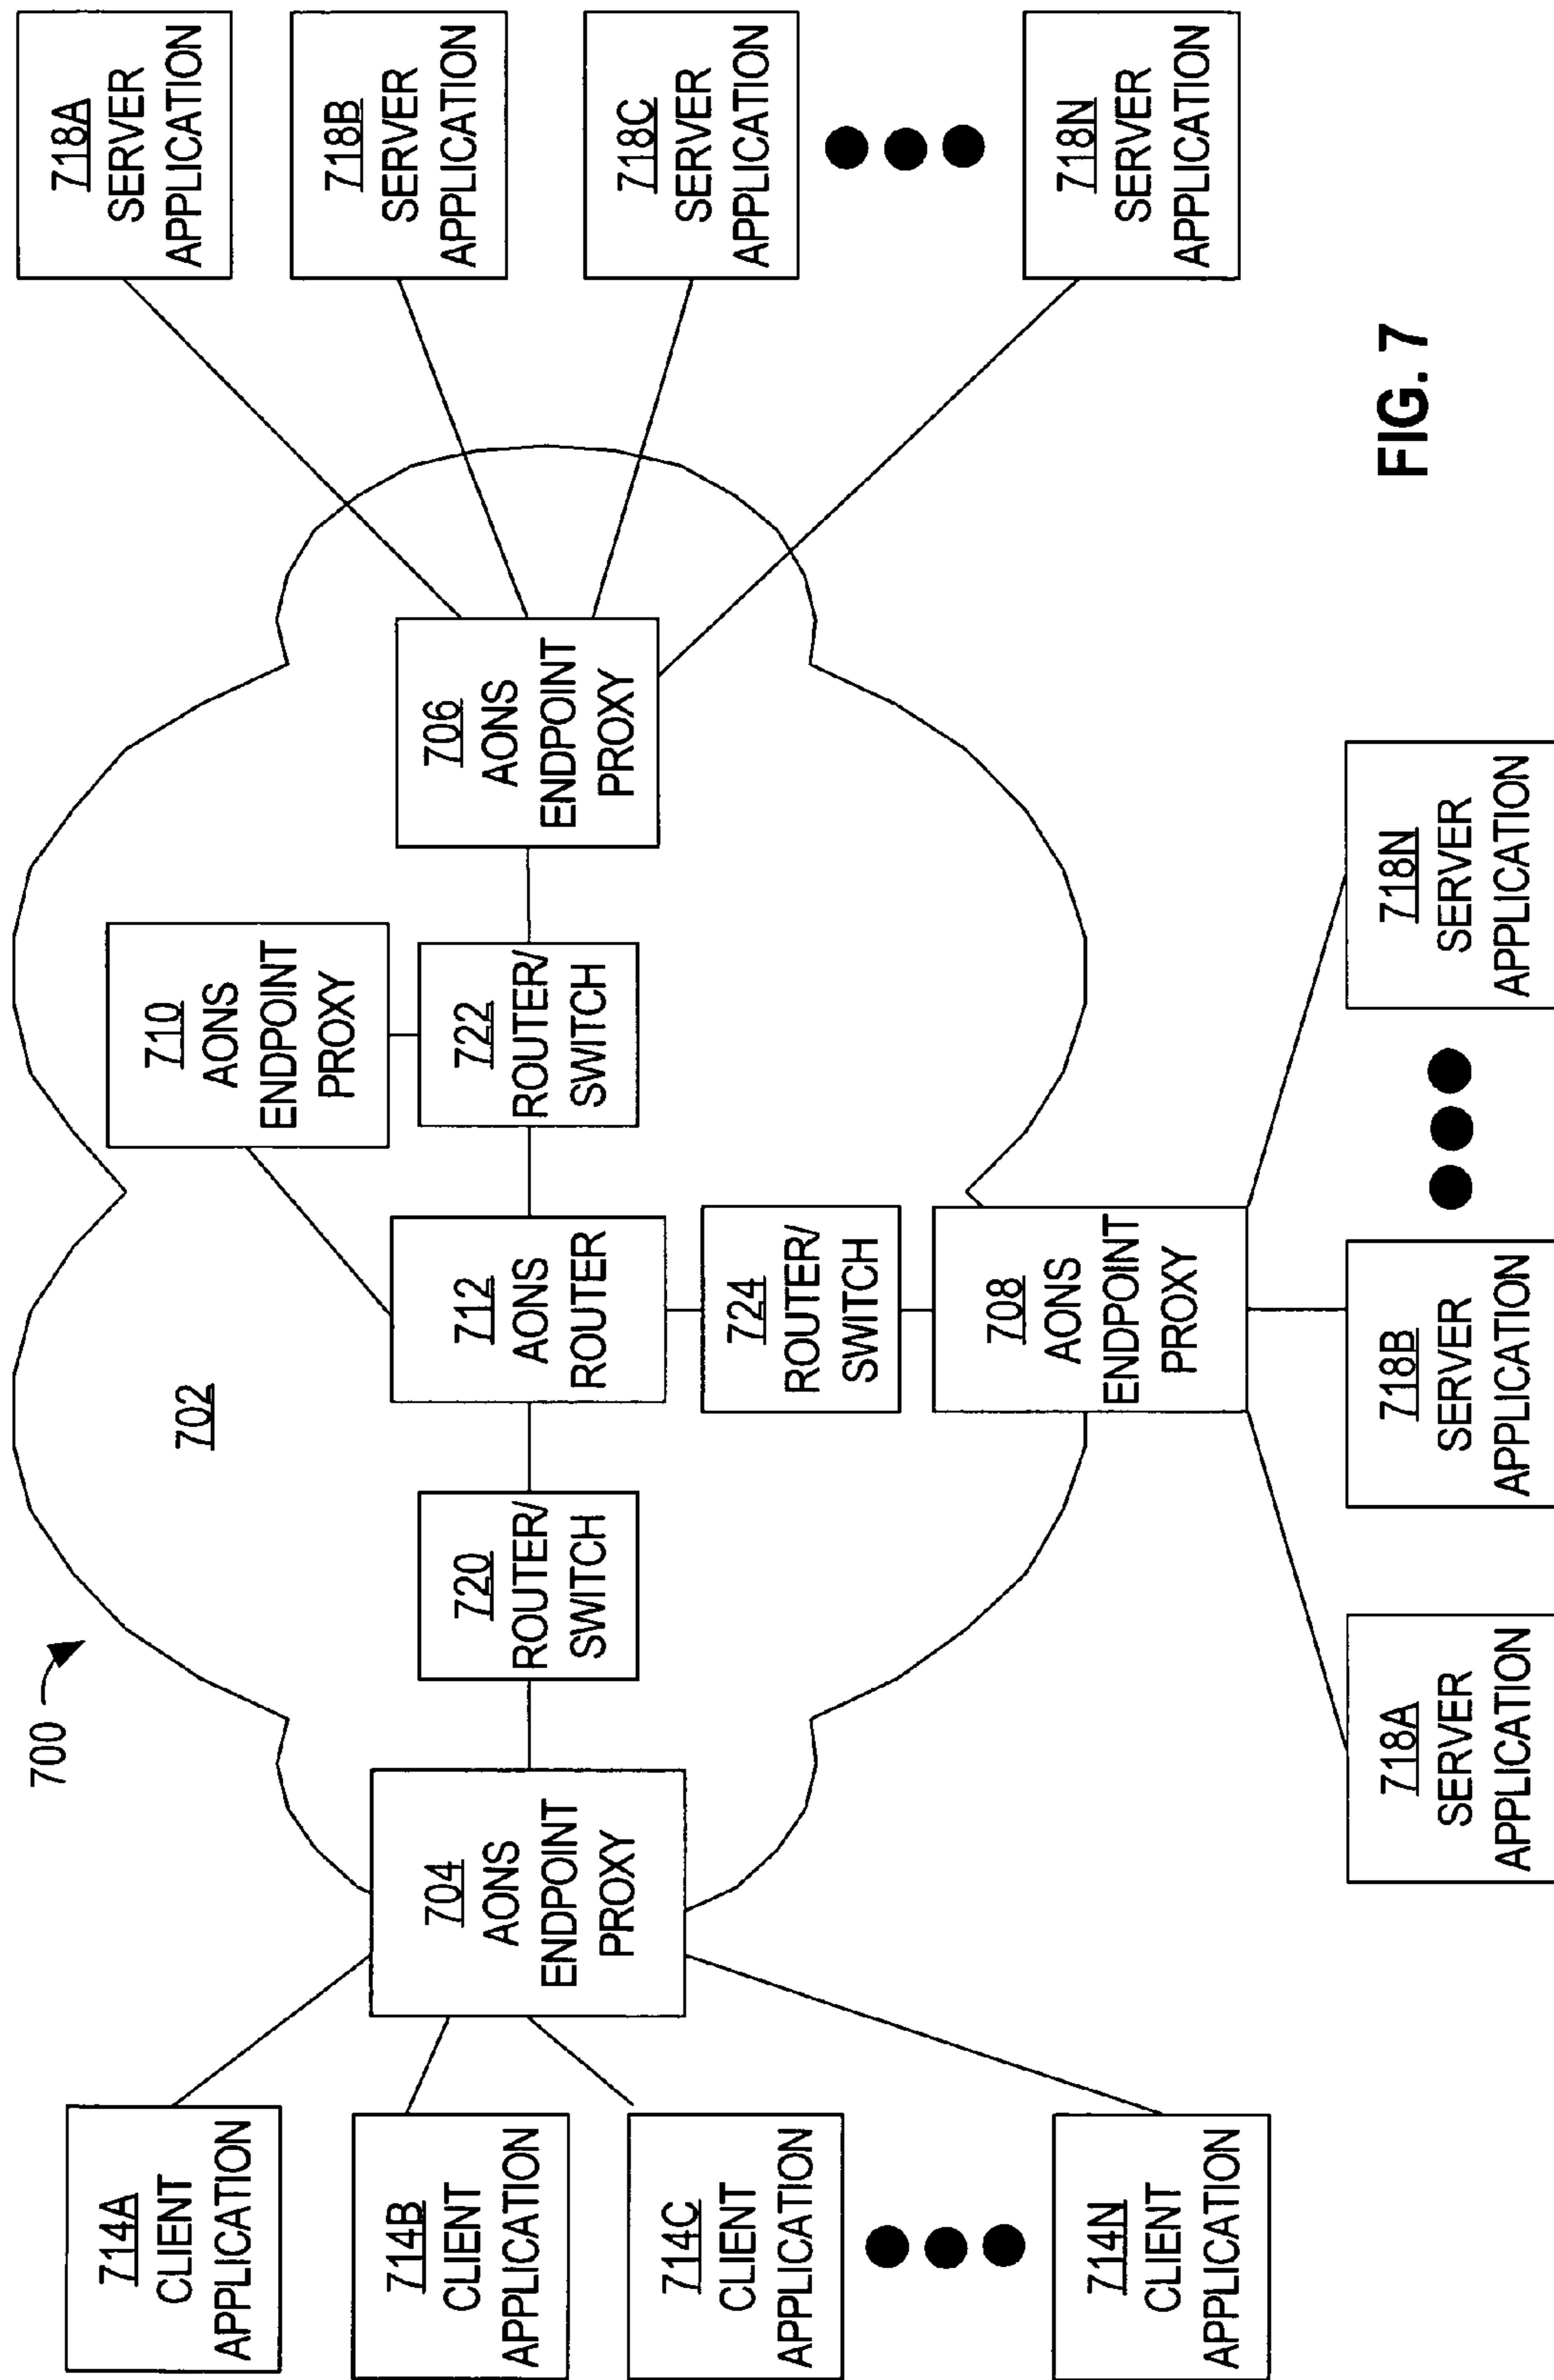 700
702
714A
CLIENT
APPLICATION
714B
CLIENT
APPLICATION
714C
CLIENT
APPLICATION
714N
CLIENT
APPLICATION
704
AONS
ENDPOINT
PROXY
720
ROUTER/
SWITCH
712
AONS
ROUTER
710
AONS
ENDPOINT
PROXY
722
ROUTER/
SWITCH
706
AONS
ENDPOINT
PROXY
724
ROUTER/
SWITCH
708
AONS
ENDPOINT
PROXY
718A
SERVER
APPLICATION
718B
SERVER
APPLICATION
718C
SERVER
APPLICATION
718N
SERVER
APPLICATION
718A
SERVER
APPLICATION
718B
SERVER
APPLICATION
718N
SERVER
APPLICATION
FIG. 7